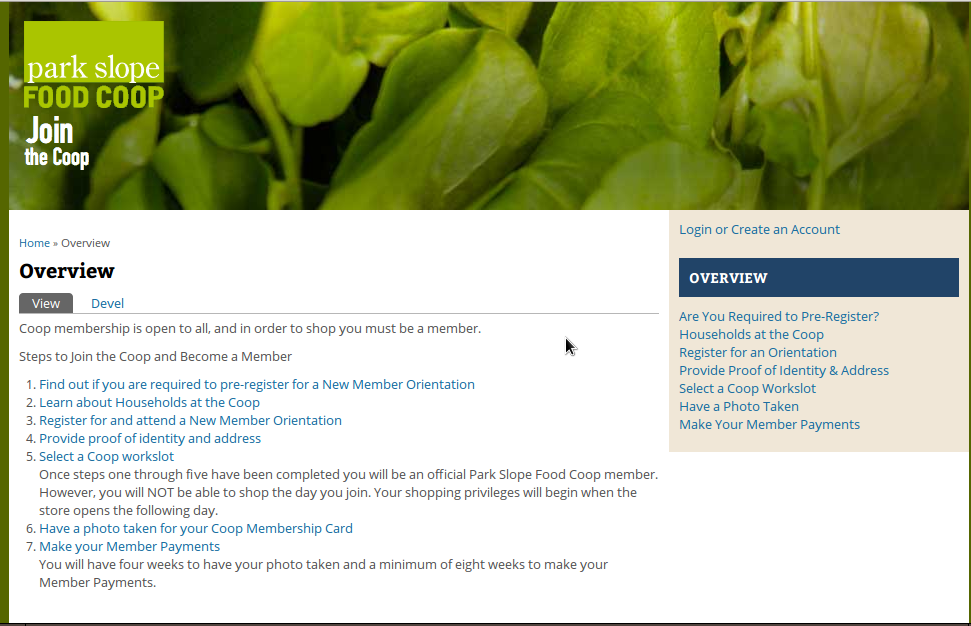 park slope
FOOD COOP
Join
the Coop
Home » Overview
Overview
View Devel
Coop membership is open to all, and in order to shop you must be a member.
Steps to Join the Coop and Become a Member
1. Find out if you are required to pre-register for a New Member Orientation
2. Learn about Households at the Coop
3. Register for and attend a New Member Orientation
4. Provide proof of identity and address
5. Select a Coop workslot
Once steps one through five have been completed you will be an official Park Slope Food Coop member.
However, you will NOT be able to shop the day you join. Your shopping privileges will begin when the
store opens the following day.
6. Have a photo taken for your Coop Membership Card
7. Make your Member Payments
You will have four weeks to have your photo taken and a minimum of eight weeks to make your
Member Payments.
Login or Create an Account
OVERVIEW
Are You Required to Pre-Register?
Households at the Coop
Register for an Orientation
Provide Proof of Identity & Address
Select a Coop Workslot
Have a Photo Taken
Make Your Member Payments